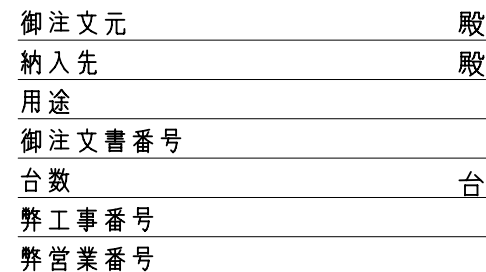 御注文元 殿
納入先 殿
用途
御注文書番号
台数 台
弊工事番号
弊営業番号